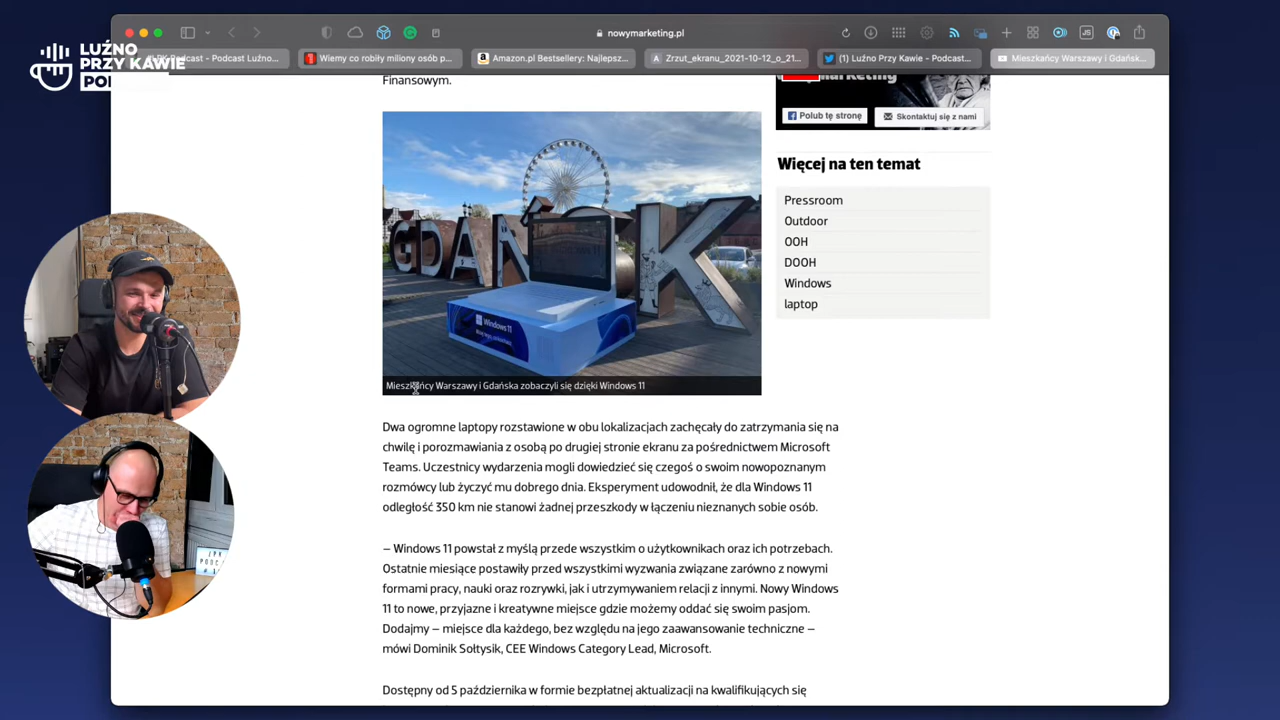 LUŹNO
PRZY KAWIE
nowymarketing.pl
Podcast - Podcast Luźno...
Wiemy co robiły miliony osób p...
Amazon.pl Bestsellery: Najlepsz...
Zrzut_ekranu_2021-10-12_o_21...
(1) Luźno Przy Kawie - Podcast...
Mieszkańcy Warszawy i Gdańsk...
Finansowym.
Polub tę stronę
Skontaktuj się z nami
Więcej na ten temat
Pressroom
Outdoor
OOH
DOOH
Windows
laptop
GDAŃSK
Windows 11
Mieszkańcy Warszawy i Gdańska zobaczyli się dzięki Windows 11
Dwa ogromne laptopy rozstawione w obu lokalizacjach zachęcały do zatrzymania się na
chwilę i porozmawiania z osobą po drugiej stronie ekranu za pośrednictwem Microsoft
Teams. Uczestnicy wydarzenia mogli dowiedzieć się czegoś o swoim nowopoznanym
rozmówcy lub życzyć mu dobrego dnia. Eksperyment udowodnił, że dla Windows 11
odległość 350 km nie stanowi żadnej przeszkody w łączeniu nieznanych sobie osób.
– Windows 11 powstał z myślą przede wszystkim o użytkownikach oraz ich potrzebach.
Ostatnie miesiące postawiły przed wszystkimi wyzwania związane zarówno z nowymi
formami pracy, nauki oraz rozrywki, jak i utrzymywaniem relacji z innymi. Nowy Windows
11 to nowe, przyjazne i kreatywne miejsce gdzie możemy oddać się swoim pasjom.
Dodajmy – miejsce dla każdego, bez względu na jego zaawansowanie techniczne –
mówi Dominik Sołtysik, CEE Windows Category Lead, Microsoft.
Dostępny od 5 października w formie bezpłatnej aktualizacji na kwalifikujących się